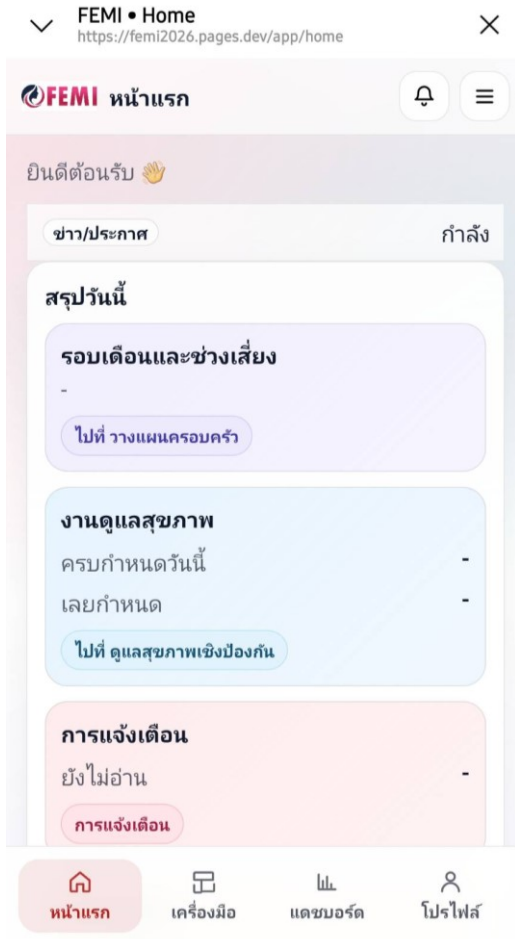 FEMI • Home
https://femi2026.pages.dev/app/home
FEMI หน้าแรก
ยินดีต้อนรับ 👋
ข่าว/ประกาศ กำลัง
สรุปวันนี้
รอบเดือนและช่วงเสี่ยง
-
ไปที่ วางแผนครอบครัว
งานดูแลสุขภาพ
ครบกำหนดวันนี้ -
เลยกำหนด -
ไปที่ ดูแลสุขภาพเชิงป้องกัน
การแจ้งเตือน
ยังไม่อ่าน -
การแจ้งเตือน
หน้าแรก เครื่องมือ แดชบอร์ด โปรไฟล์